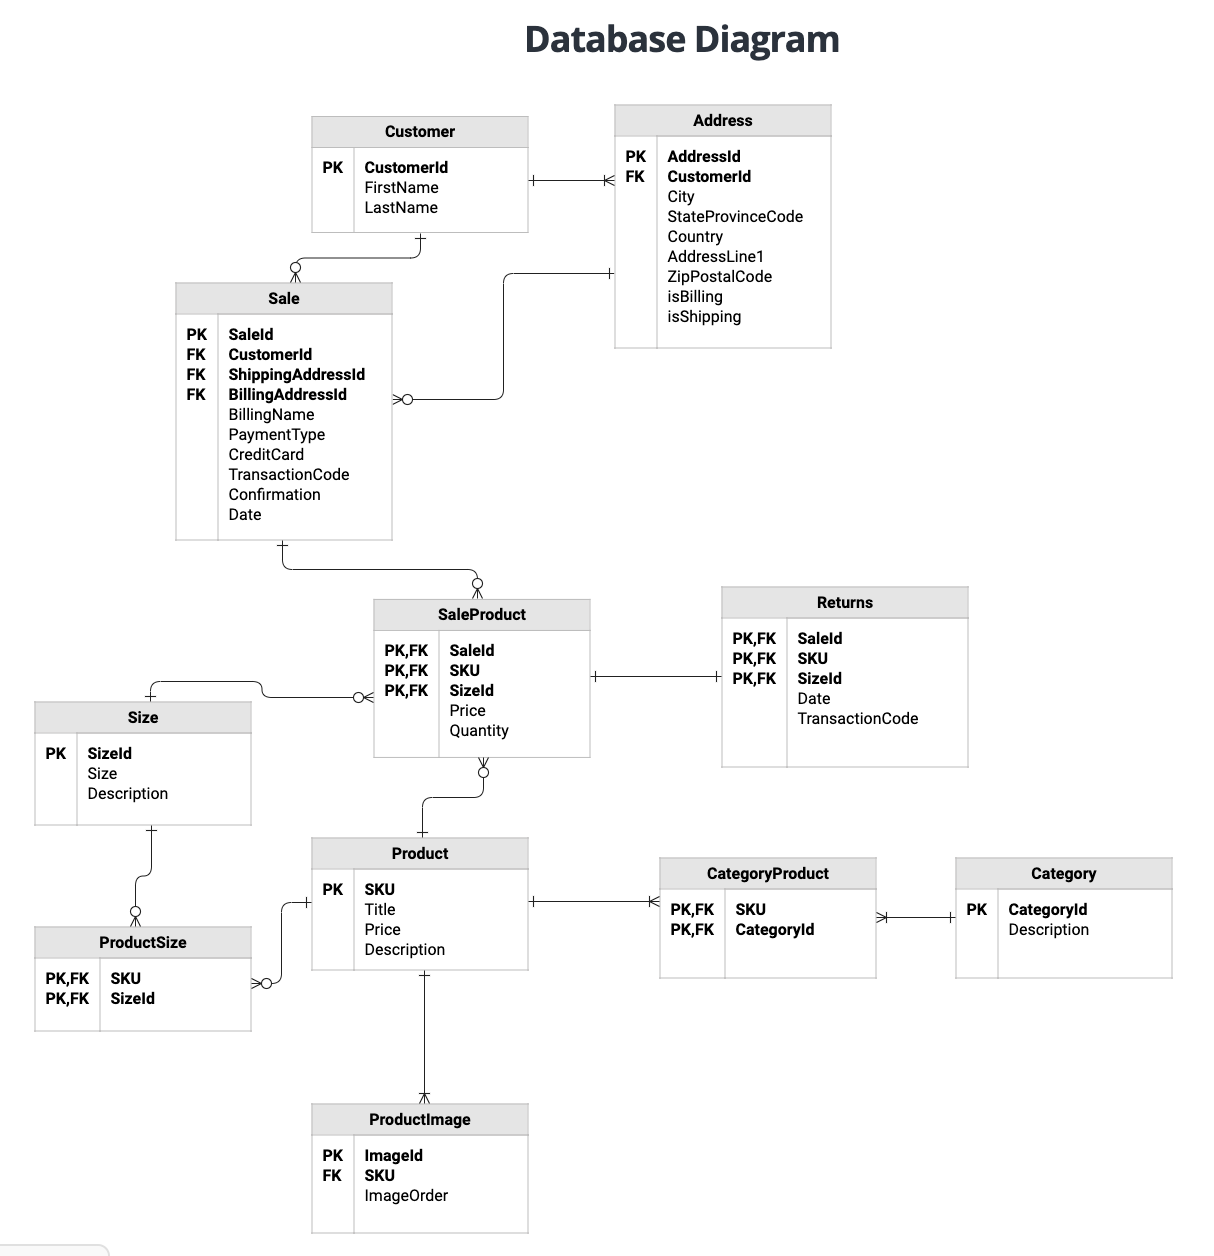 Database Diagram
Customer
PK CustomerId
FirstName
LastName
Address
PK AddressId
FK CustomerId
City
StateProvinceCode
Country
AddressLine1
ZipPostalCode
isBilling
isShipping
Sale
PK SaleId
FK CustomerId
FK ShippingAddressId
FK BillingAddressId
BillingName
PaymentType
CreditCard
TransactionCode
Confirmation
Date
SaleProduct
PK,FK SaleId
PK,FK SKU
PK,FK SizeId
Price
Quantity
Returns
PK,FK SaleId
PK,FK SKU
PK,FK SizeId
Date
TransactionCode
Size
PK SizeId
Size
Description
Product
PK SKU
Title
Price
Description
CategoryProduct
PK,FK SKU
PK,FK CategoryId
Category
PK CategoryId
Description
ProductSize
PK,FK SKU
PK,FK SizeId
ProductImage
PK ImageId
FK SKU
ImageOrder